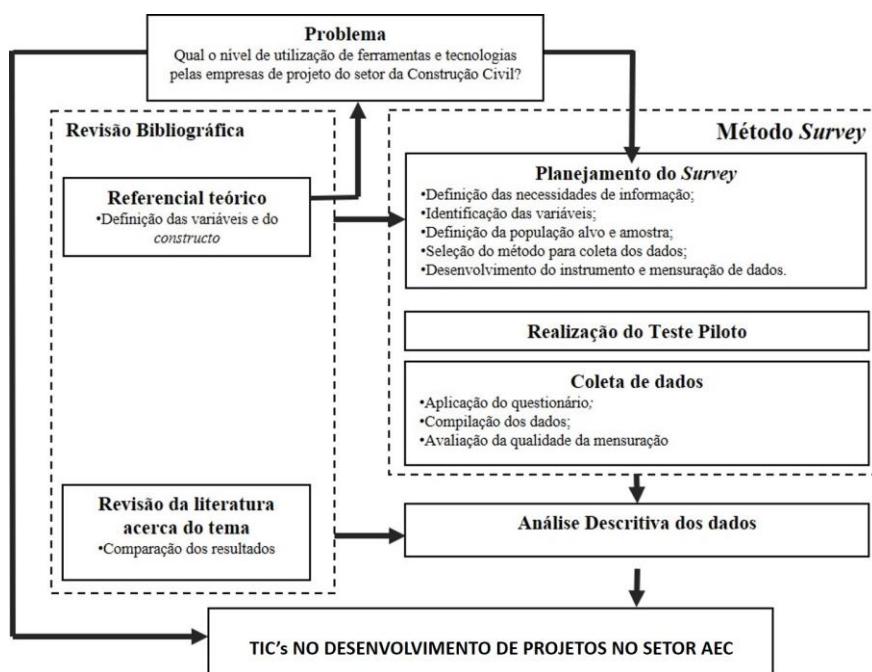 Problema
Qual o nível de utilização de ferramentas e tecnologias
pelas empresas de projeto do setor da Construção Civil?
Revisão Bibliográfica
Referencial teórico
•Definição das variáveis e do
constructo
Revisão da literatura
acerca do tema
•Comparação dos resultados
Método Survey
Planejamento do Survey
•Definição das necessidades de informação;
•Identificação das variáveis;
•Definição da população alvo e amostra;
•Seleção do método para coleta dos dados;
•Desenvolvimento do instrumento e mensuração de dados.
Realização do Teste Piloto
Coleta de dados
•Aplicação do questionário;
•Compilação dos dados;
•Avaliação da qualidade da mensuração
Análise Descritiva dos dados
TIC's NO DESENVOLVIMENTO DE PROJETOS NO SETOR AEC